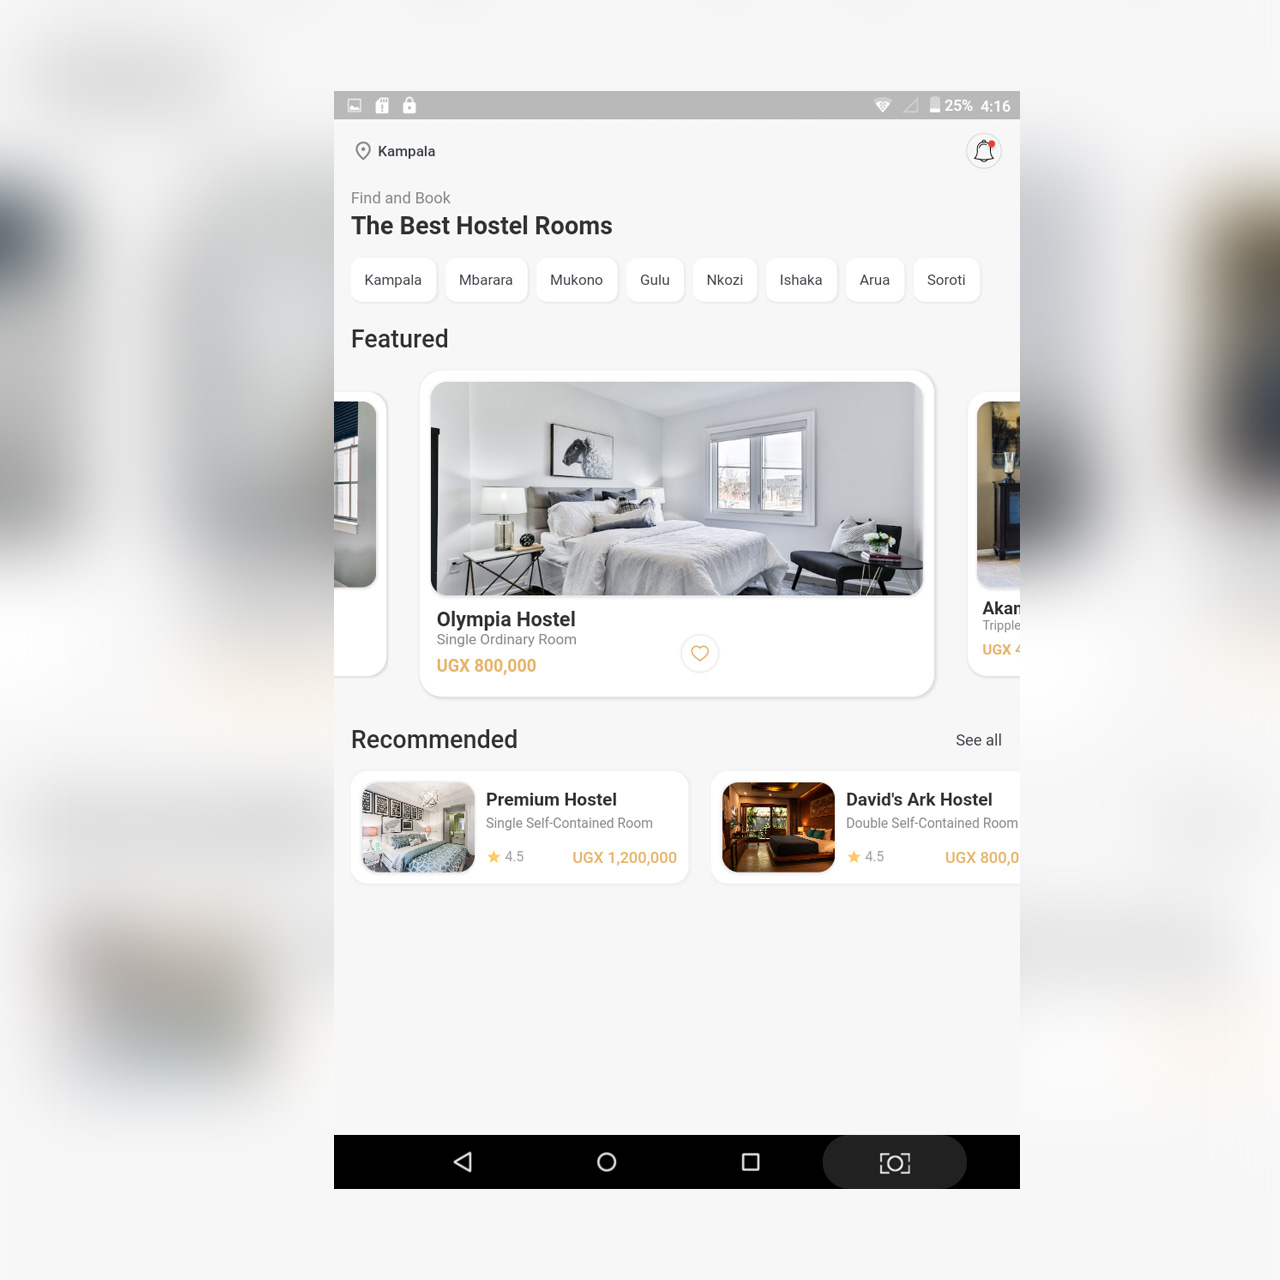 25% 4:16
Kampala
Find and Book
The Best Hostel Rooms
Kampala Mbarara Mukono Gulu Nkozi Ishaka Arua Soroti
Featured
Olympia Hostel
Single Ordinary Room
UGX 800,000
Akan
Tripple
UGX 4
Recommended See all
Premium Hostel
Single Self-Contained Room
4.5 UGX 1,200,000
David's Ark Hostel
Double Self-Contained Room
4.5 UGX 800,0